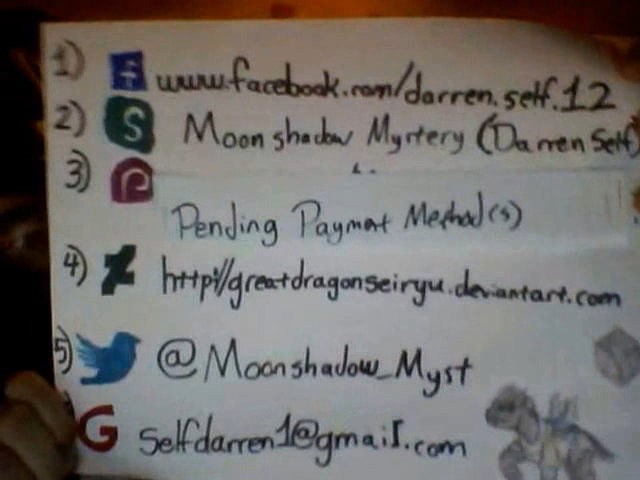 1) f www.facebook.com/darren.self.12
2) S Moonshadow Mystery (Darren Self)
3) P
Pending Payment Method(s)
4) http://greatdragonseiryu.deviantart.com
5) @Moonshadow_Myst
G selfdarren1@gmail.com